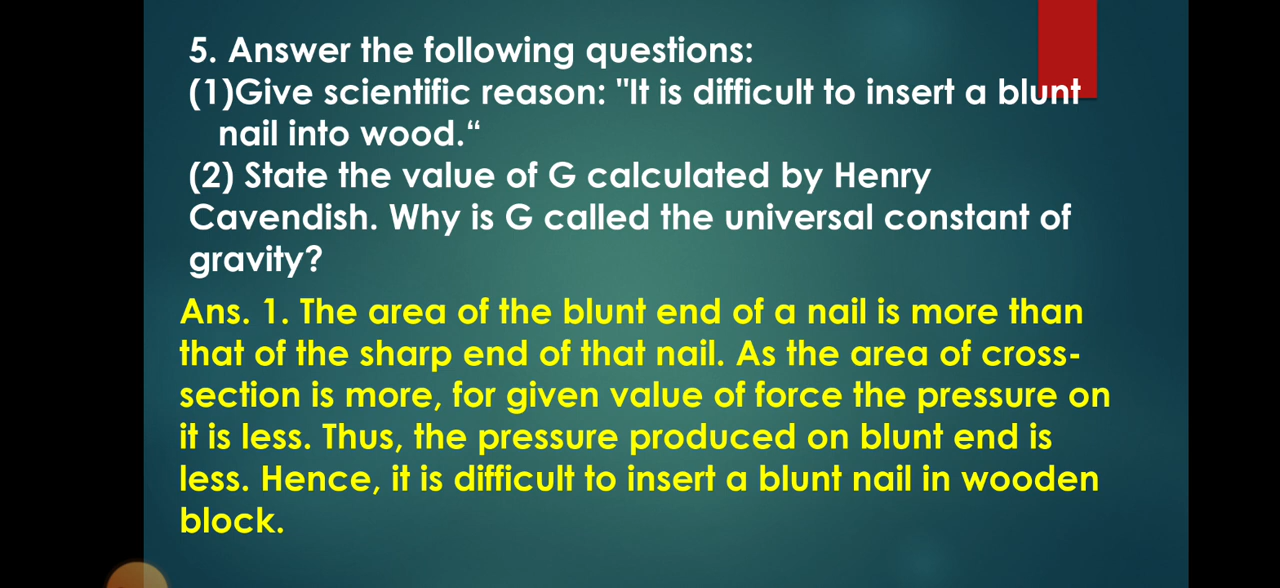 5. Answer the following questions:
(1)Give scientific reason: "It is difficult to insert a blunt
nail into wood.“
(2) State the value of G calculated by Henry
Cavendish. Why is G called the universal constant of
gravity?
Ans. 1. The area of the blunt end of a nail is more than
that of the sharp end of that nail. As the area of cross-
section is more, for given value of force the pressure on
it is less. Thus, the pressure produced on blunt end is
less. Hence, it is difficult to insert a blunt nail in wooden
block.